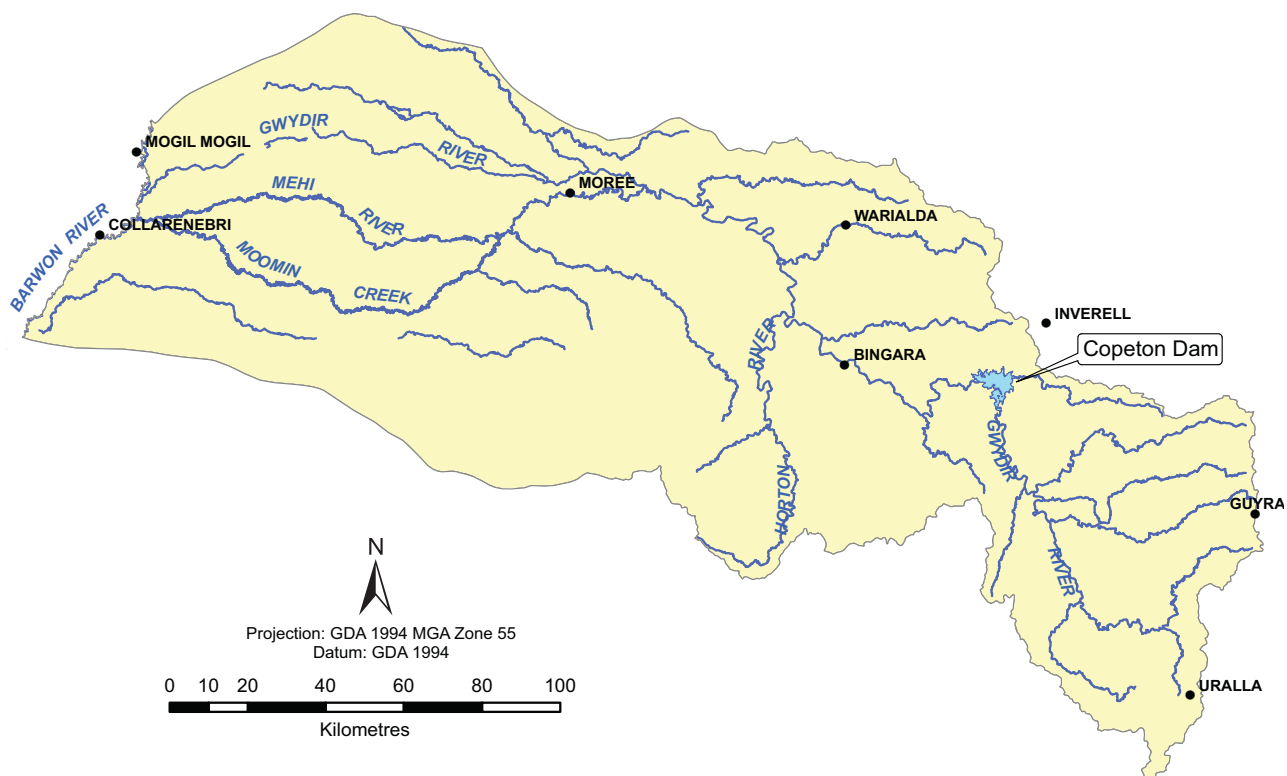 GWYDIR
RIVER
MOGIL MOGIL
MEHI
RIVER
MOREE
BARWON RIVER
COLLARENEBRI
WARIALDA
MOOMIN
CREEK
INVERELL
RIVER
BINGARA
Copeton Dam
GWYDIR
HORTON
GUYRA
RIVER
URALLA
N
Projection: GDA 1994 MGA Zone 55
Datum: GDA 1994
0 10 20 40 60 80 100
Kilometres